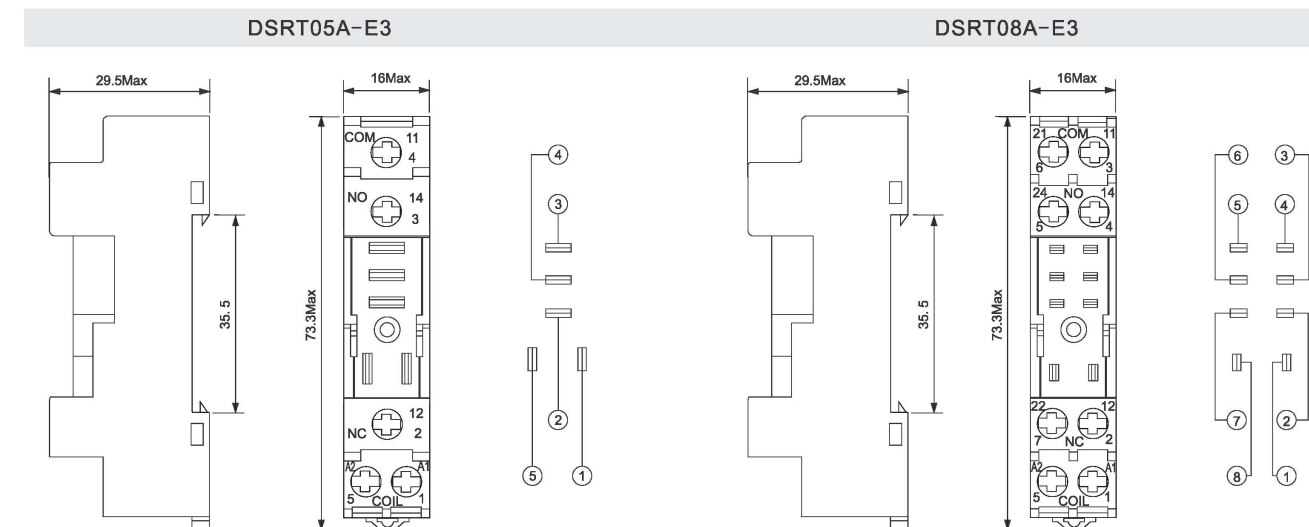 DSRT05A-E3
DSRT08A-E3
29.5Max
16Max
COM 11
4
NO 14
3
73.3Max
35.5
12
NC 2
A2 A1
5 COIL 1
4
3
2
5 1
29.5Max
16Max
21 COM 11
6 3
24 NO 14
5 4
73.3Max
35.5
22 12
7 NC 2
A2 A1
5 COIL 1
6 3
5 4
7 2
8 1